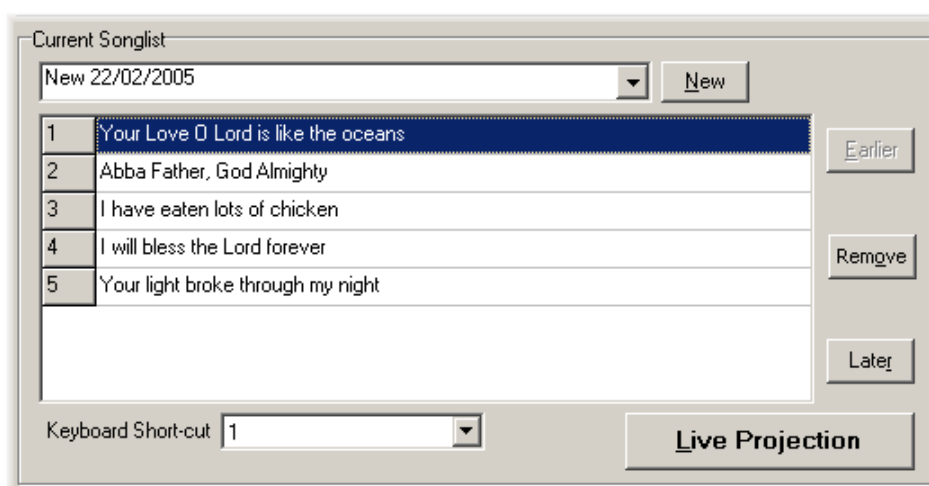 Current Songlist
New 22/02/2005
New
1 Your Love O Lord is like the oceans
Earlier
2 Abba Father, God Almighty
3 I have eaten lots of chicken
4 I will bless the Lord forever
Remove
5 Your light broke through my night
Later
Keyboard Short-cut 1
Live Projection